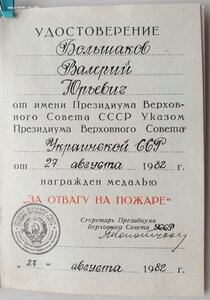 УДОСТОВЕРЕНИЕ
Большаков
Валерий
Юрьевич
от имени Президиума Верхов-
ного Совета СССР Указом
Президиума Верховного Совета
Украинской ССР
от 27 августа 1982 г.
награжден медалью
„ЗА ОТВАГУ НА ПОЖАРЕ“
Секретарь Президиума
Верховного Совета УССР
„27“ августа 1982 г.